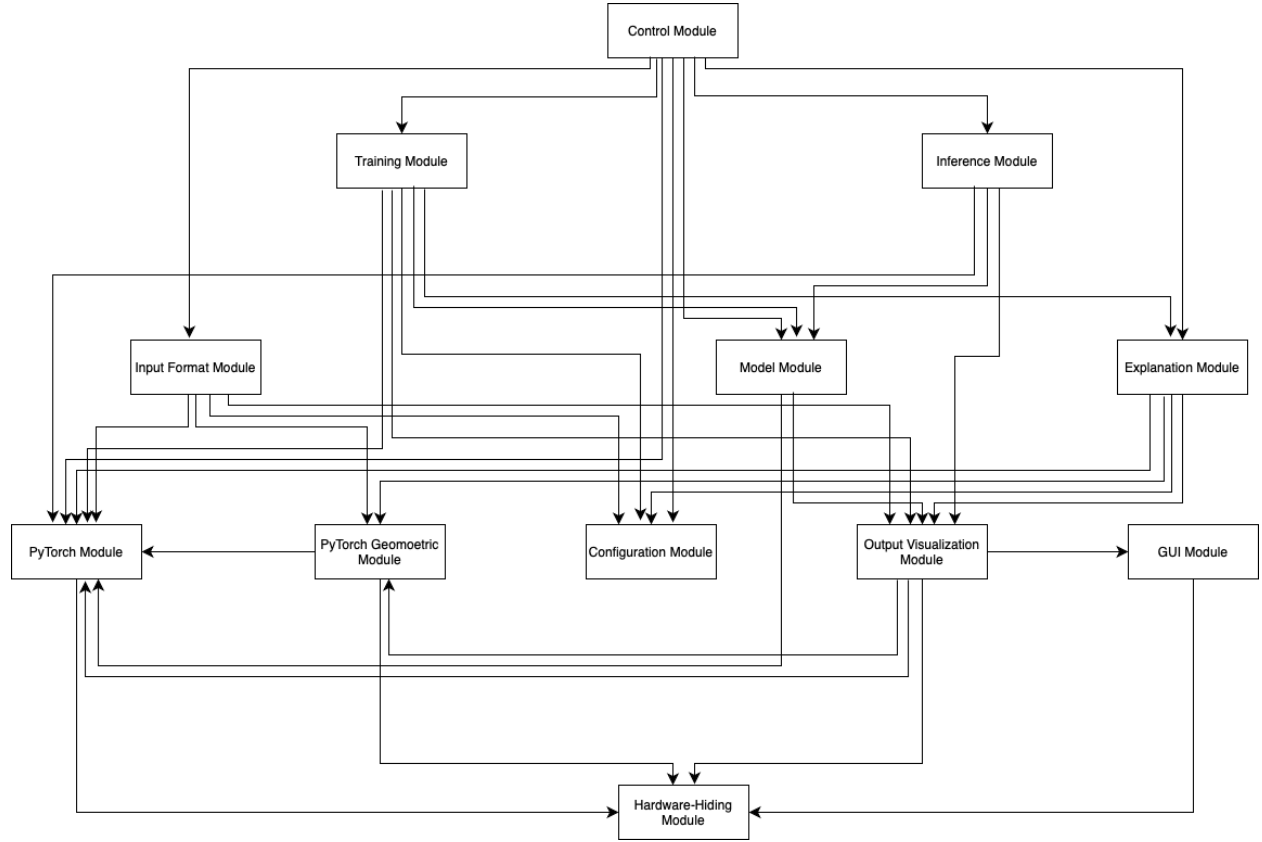 Control Module
Training Module
Inference Module
Input Format Module
Model Module
Explanation Module
PyTorch Module
PyTorch Geomoetric
Module
Configuration Module
Output Visualization
Module
GUI Module
Hardware-Hiding
Module